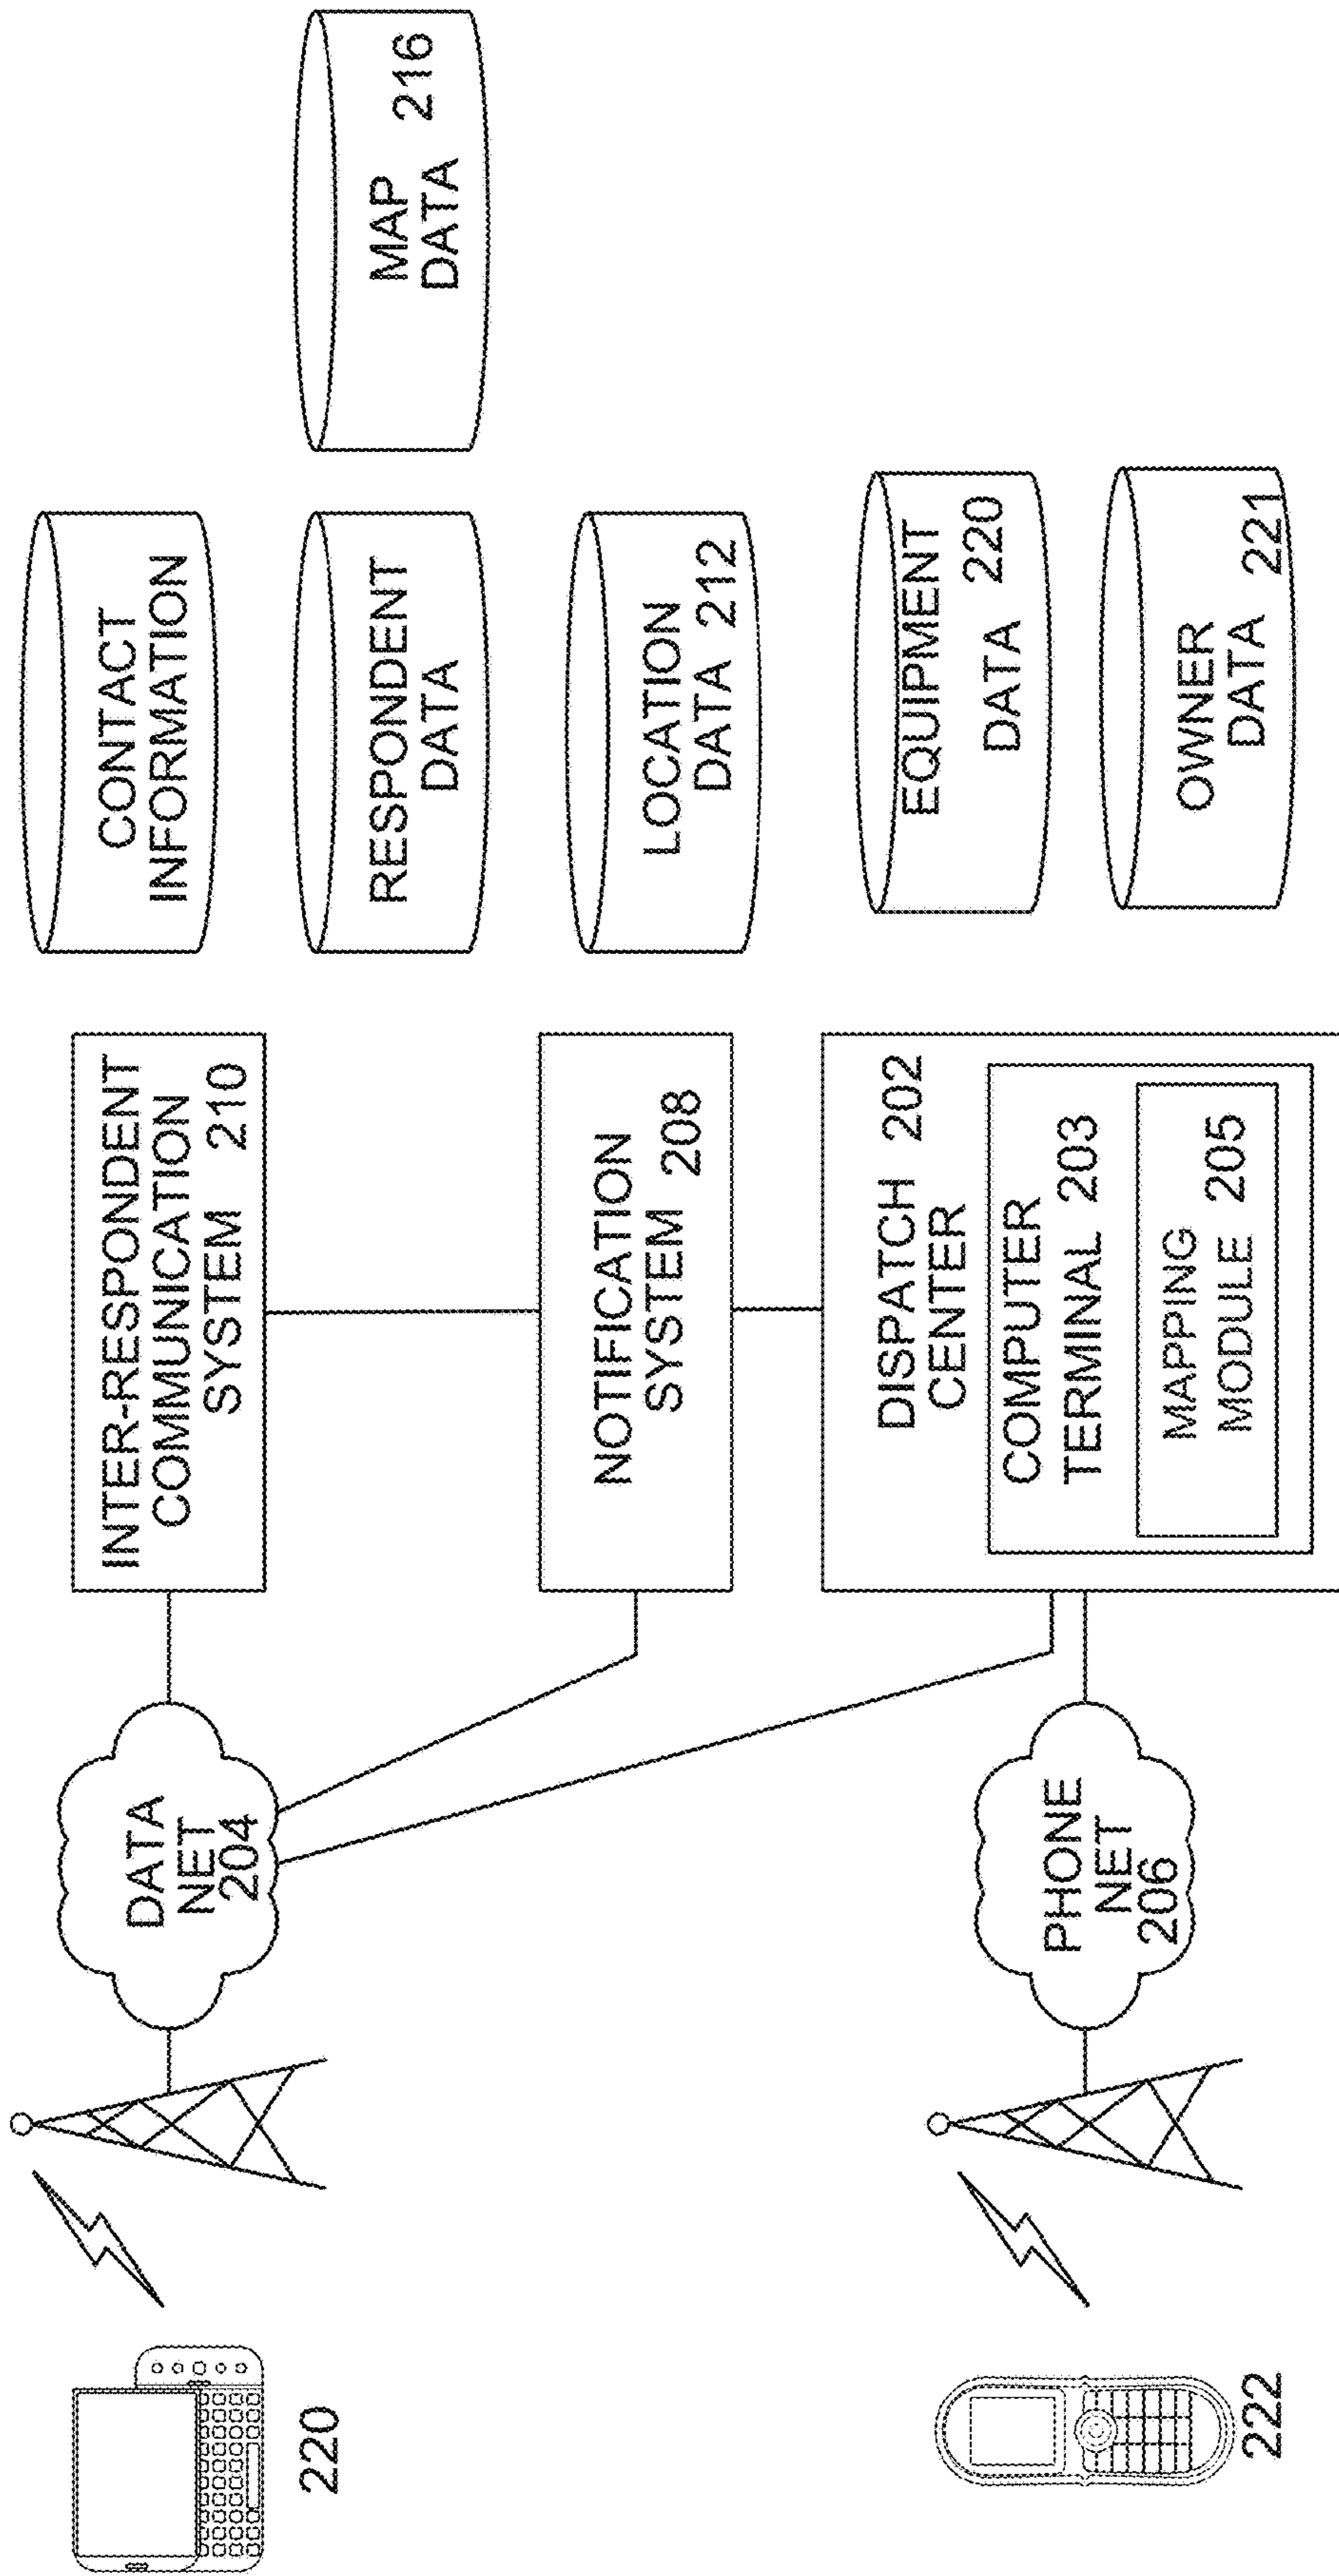 220
222
DATA
NET
204
PHONE
NET
206
INTER-RESPONDENT
COMMUNICATION
SYSTEM 210
NOTIFICATION
SYSTEM 208
DISPATCH 202
CENTER
COMPUTER
TERMINAL 203
MAPPING
MODULE 205
CONTACT
INFORMATION
RESPONDENT
DATA
LOCATION
DATA 212
EQUIPMENT
DATA 220
OWNER
DATA 221
MAP
DATA 216